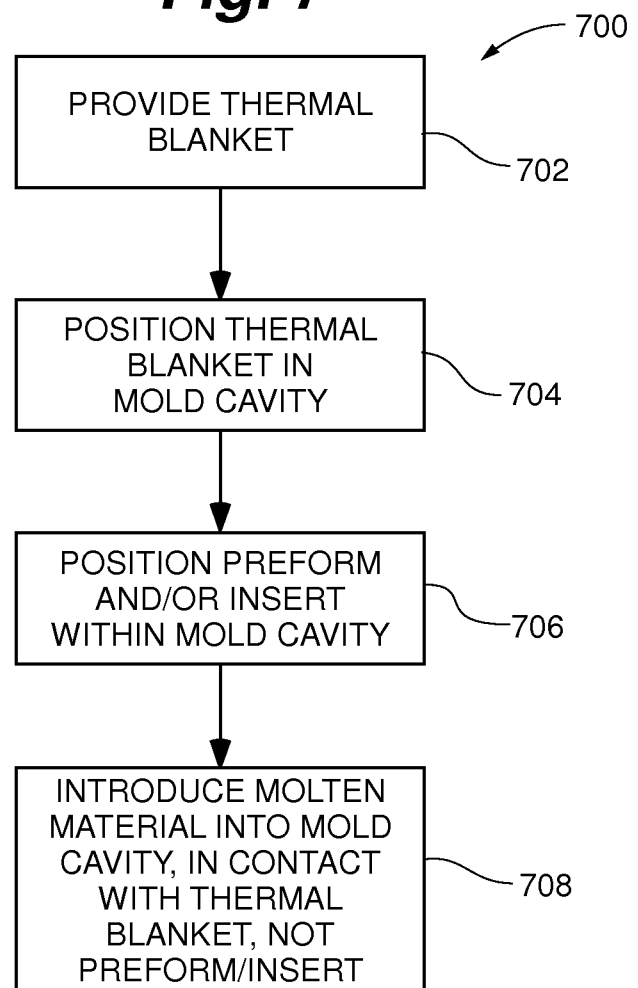 Fig. 7
700
PROVIDE THERMAL
BLANKET
702
POSITION THERMAL
BLANKET IN
MOLD CAVITY
704
POSITION PREFORM
AND/OR INSERT
WITHIN MOLD CAVITY
706
INTRODUCE MOLTEN
MATERIAL INTO MOLD
CAVITY, IN CONTACT
WITH THERMAL
BLANKET, NOT
PREFORM/INSERT
708